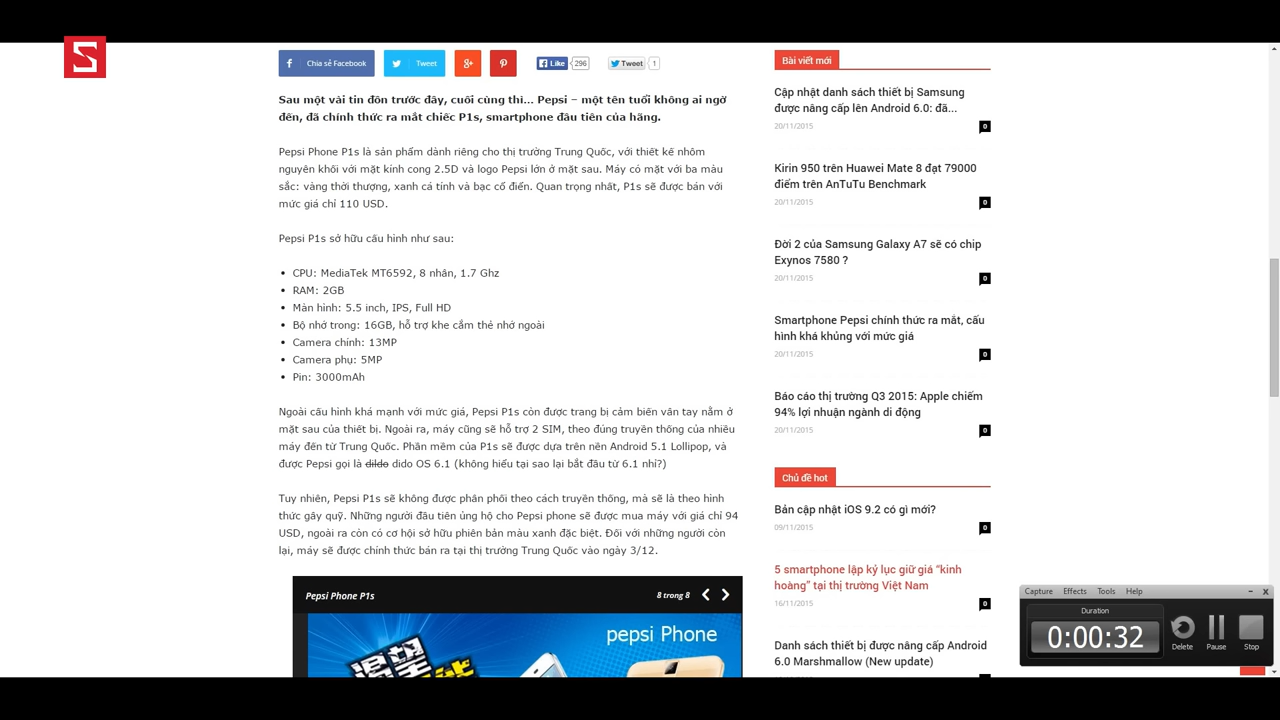 S
Chia sẻ Facebook
Tweet
Like
296
Tweet
1
Sau một vài tin đồn trước đây, cuối cùng thì... Pepsi – một tên tuổi không ai ngờ
đến, đã chính thức ra mắt chiếc P1s, smartphone đầu tiên của hãng.
Pepsi Phone P1s là sản phẩm dành riêng cho thị trường Trung Quốc, với thiết kế nhôm
nguyên khối với mặt kính cong 2.5D và logo Pepsi lớn ở mặt sau. Máy có mặt với ba màu
sắc: vàng thời thượng, xanh cá tính và bạc cổ điển. Quan trọng nhất, P1s sẽ được bán với
mức giá chỉ 110 USD.
Pepsi P1s sở hữu cấu hình như sau:
• CPU: MediaTek MT6592, 8 nhân, 1.7 Ghz
• RAM: 2GB
• Màn hình: 5.5 inch, IPS, Full HD
• Bộ nhớ trong: 16GB, hỗ trợ khe cắm thẻ nhớ ngoài
• Camera chính: 13MP
• Camera phụ: 5MP
• Pin: 3000mAh
Ngoài cấu hình khá mạnh với mức giá, Pepsi P1s còn được trang bị cảm biến vân tay nằm ở
mặt sau của thiết bị. Ngoài ra, máy cũng sẽ hỗ trợ 2 SIM, theo đúng truyền thống của nhiều
máy đến từ Trung Quốc. Phần mềm của P1s sẽ được dựa trên nền Android 5.1 Lollipop, và
được Pepsi gọi là dildo dido OS 6.1 (không hiểu tại sao lại bắt đầu từ 6.1 nhỉ?)
Tuy nhiên, Pepsi P1s sẽ không được phân phối theo cách truyền thống, mà sẽ là theo hình
thức gây quỹ. Những người đầu tiên ủng hộ cho Pepsi phone sẽ được mua máy với giá chỉ 94
USD, ngoài ra còn có cơ hội sở hữu phiên bản màu xanh đặc biệt. Đối với những người còn
lại, máy sẽ được chính thức bán ra tại thị trường Trung Quốc vào ngày 3/12.
Pepsi Phone P1s
8 trong 8
pepsi Phone
Bài viết mới
Cập nhật danh sách thiết bị Samsung
được nâng cấp lên Android 6.0: đã...
20/11/2015
0
Kirin 950 trên Huawei Mate 8 đạt 79000
điểm trên AnTuTu Benchmark
20/11/2015
0
Đời 2 của Samsung Galaxy A7 sẽ có chip
Exynos 7580 ?
20/11/2015
0
Smartphone Pepsi chính thức ra mắt, cấu
hình khá khủng với mức giá
20/11/2015
0
Báo cáo thị trường Q3 2015: Apple chiếm
94% lợi nhuận ngành di động
20/11/2015
0
Chủ đề hot
Bản cập nhật iOS 9.2 có gì mới?
09/11/2015
0
5 smartphone lập kỷ lục giữ giá “kinh
hoàng” tại thị trường Việt Nam
16/11/2015
0
Danh sách thiết bị được nâng cấp Android
6.0 Marshmallow (New update)
Capture Effects Tools Help
Duration
0:00:32
Delete Pause Stop